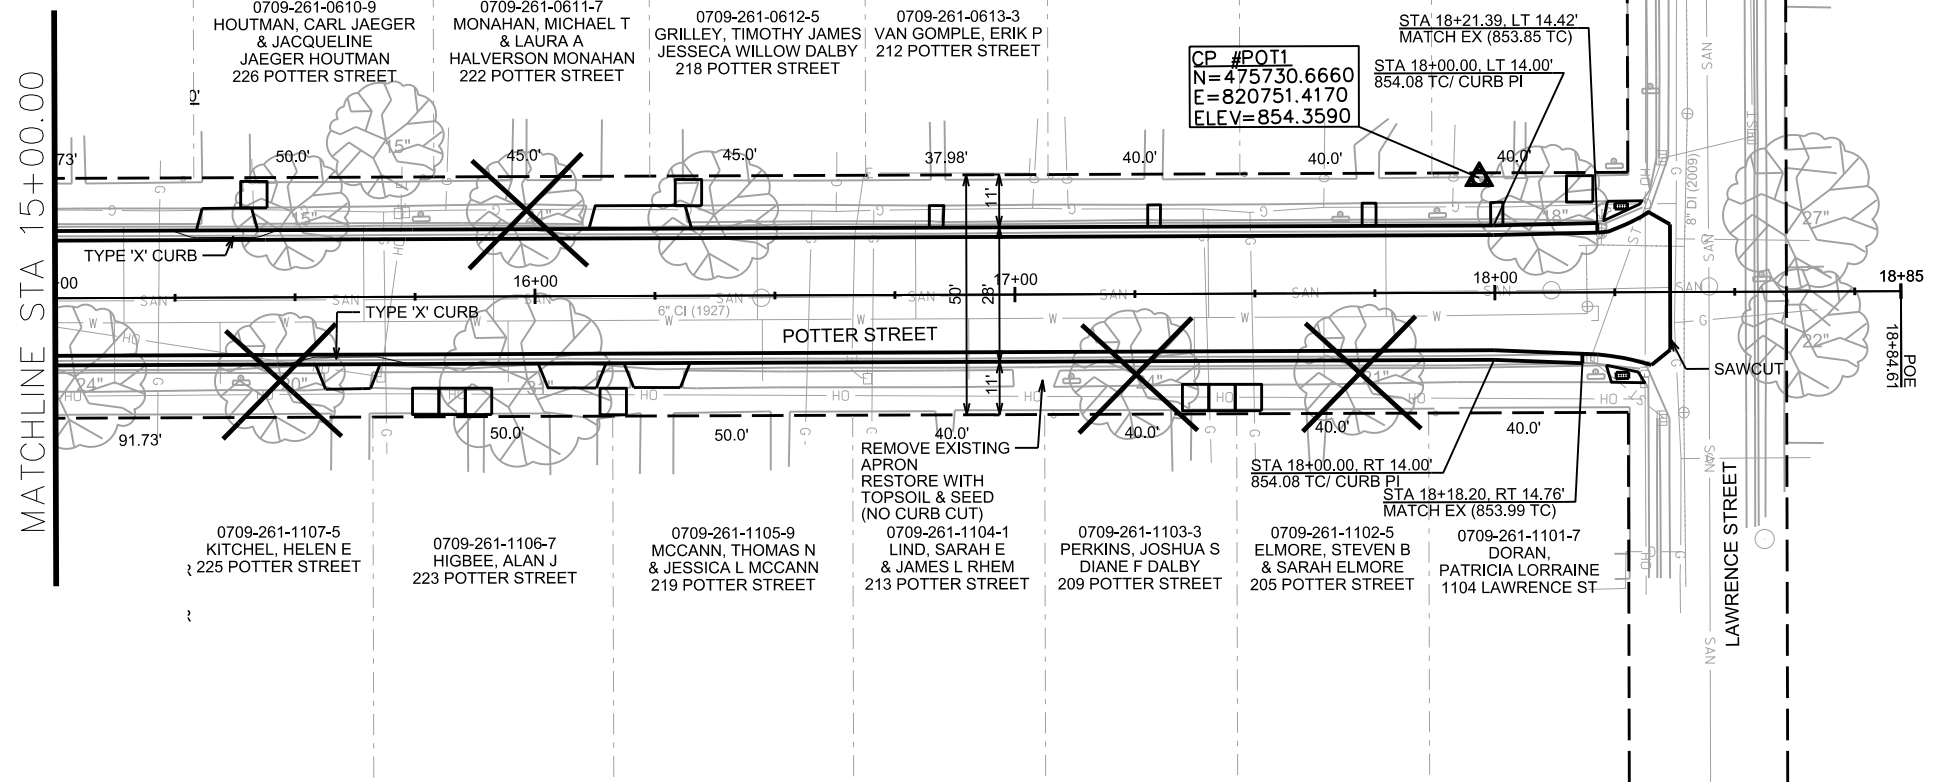 MATCHLINE STA 15+00.00
0709-261-0610-9
HOUTMAN, CARL JAEGER
& JACQUELINE
JAEGER HOUTMAN
226 POTTER STREET
0709-261-0611-7
MONAHAN, MICHAEL T
& LAURA A
HALVERSON MONAHAN
222 POTTER STREET
0709-261-0612-5
GRILLEY, TIMOTHY JAMES
JESSECA WILLOW DALBY
218 POTTER STREET
0709-261-0613-3
VAN GOMPLE, ERIK P
212 POTTER STREET
CP #POT1
N=475730.6660
E=820751.4170
ELEV=854.3590
STA 18+21.39, LT 14.42'
MATCH EX (853.85 TC)
STA 18+00.00, LT 14.00'
854.08 TC/ CURB PI
0'
73'
50.0'
45.0'
45.0'
37.98'
40.0'
40.0'
40.0'
15"
18"
27"
22"
8" DI (2009)
11'
TYPE 'X' CURB
+00
16+00
17+00
18+00
18+85
50'
28'
TYPE 'X' CURB
6" CI (1927)
POTTER STREET
18+84.61
POE
SAWCUT
24"
11'
91.73'
50.0'
50.0'
40.0'
40.0'
40.0'
40.0'
REMOVE EXISTING
APRON
RESTORE WITH
TOPSOIL & SEED
(NO CURB CUT)
STA 18+00.00, RT 14.00'
854.08 TC/ CURB PI
STA 18+18.20, RT 14.76'
MATCH EX (853.99 TC)
0709-261-1107-5
KITCHEL, HELEN E
225 POTTER STREET
0709-261-1106-7
HIGBEE, ALAN J
223 POTTER STREET
0709-261-1105-9
MCCANN, THOMAS N
& JESSICA L MCCANN
219 POTTER STREET
0709-261-1104-1
LIND, SARAH E
& JAMES L RHEM
213 POTTER STREET
0709-261-1103-3
PERKINS, JOSHUA S
DIANE F DALBY
209 POTTER STREET
0709-261-1102-5
ELMORE, STEVEN B
& SARAH ELMORE
205 POTTER STREET
0709-261-1101-7
DORAN,
PATRICIA LORRAINE
1104 LAWRENCE ST
LAWRENCE STREET